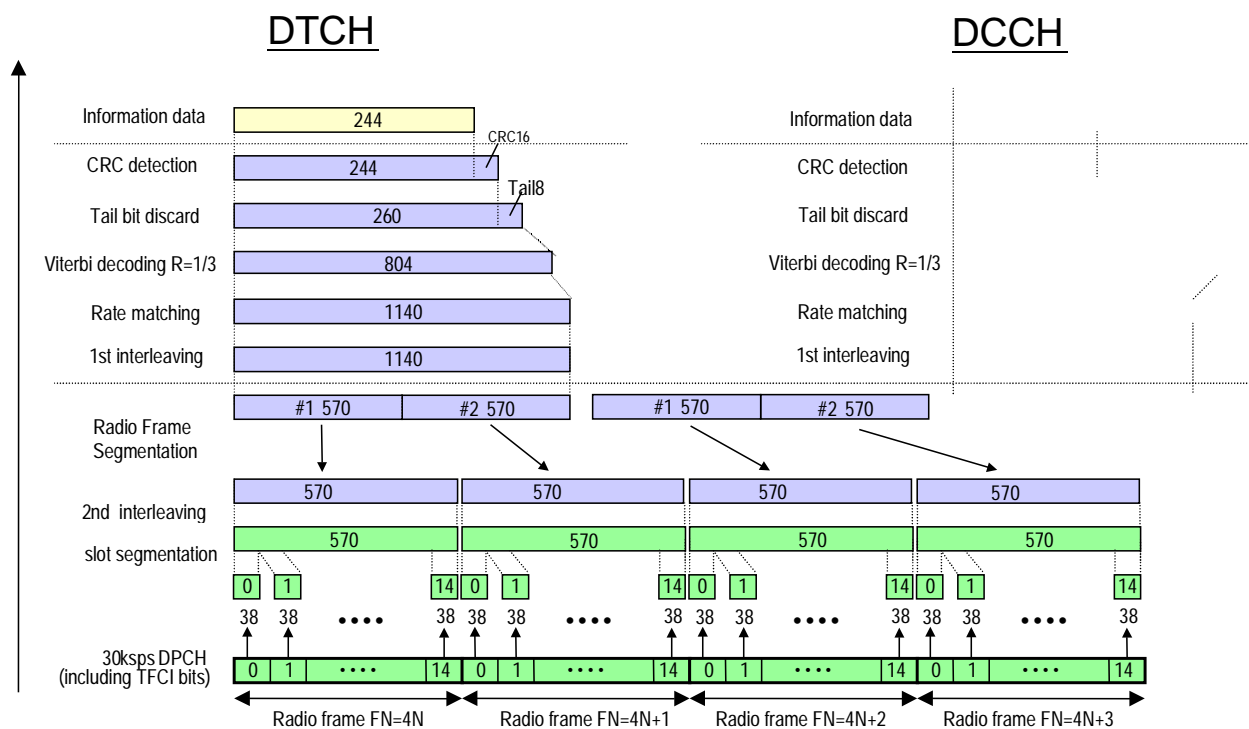 DTCH DCCH
Information data 244 Information data
CRC16
CRC detection 244 CRC detection
Tail8
Tail bit discard 260 Tail bit discard
Viterbi decoding R=1/3 804 Viterbi decoding R=1/3
Rate matching 1140 Rate matching
1st interleaving 1140 1st interleaving
#1 570 #2 570 #1 570 #2 570
Radio Frame
Segmentation
570 570 570 570
2nd interleaving
570 570 570 570
slot segmentation
0 1 14 0 1 14 0 1 14 0 1 14
38 38 •••• 38 38 38 •••• 38 38 38 •••• 38 38 38 •••• 38
30ksps DPCH
(including TFCI bits)
0 1 •••• 14 0 1 •••• 14 0 1 •••• 14 0 1 •••• 14
Radio frame FN=4N Radio frame FN=4N+1 Radio frame FN=4N+2 Radio frame FN=4N+3